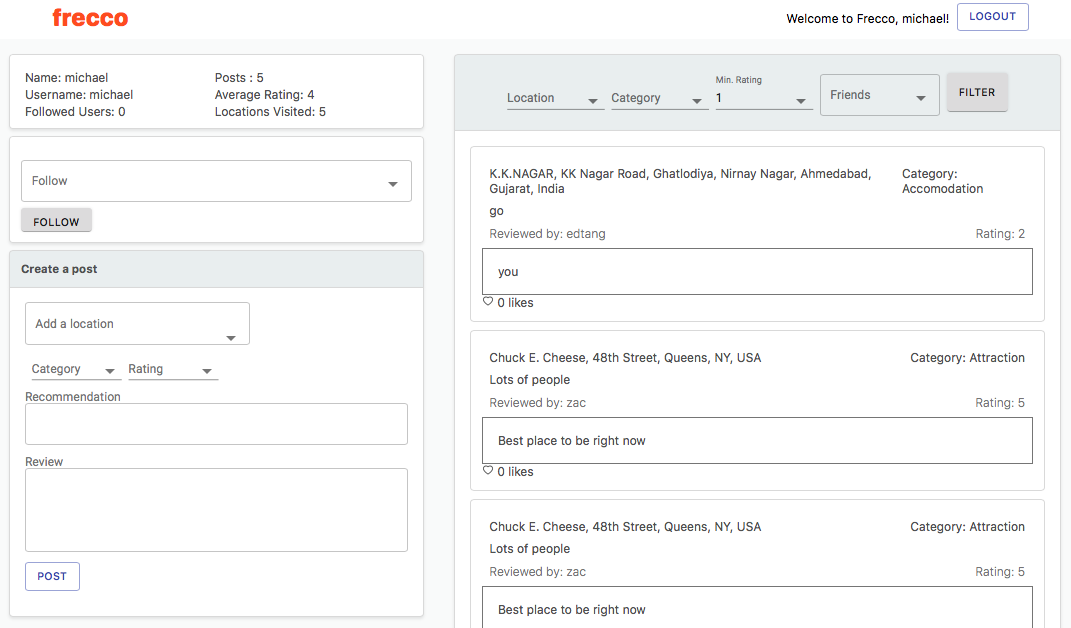 frecco
Welcome to Frecco, michael!
LOGOUT
Name: michael
Username: michael
Followed Users: 0
Posts : 5
Average Rating: 4
Locations Visited: 5
Follow
FOLLOW
Create a post
Add a location
Category
Rating
Recommendation
Review
POST
Location
Category
Min. Rating
1
Friends
FILTER
K.K.NAGAR, KK Nagar Road, Ghatlodiya, Nirnay Nagar, Ahmedabad,
Gujarat, India
Category:
Accomodation
go
Reviewed by: edtang
Rating: 2
you
0 likes
Chuck E. Cheese, 48th Street, Queens, NY, USA
Category: Attraction
Lots of people
Reviewed by: zac
Rating: 5
Best place to be right now
0 likes
Chuck E. Cheese, 48th Street, Queens, NY, USA
Category: Attraction
Lots of people
Reviewed by: zac
Rating: 5
Best place to be right now